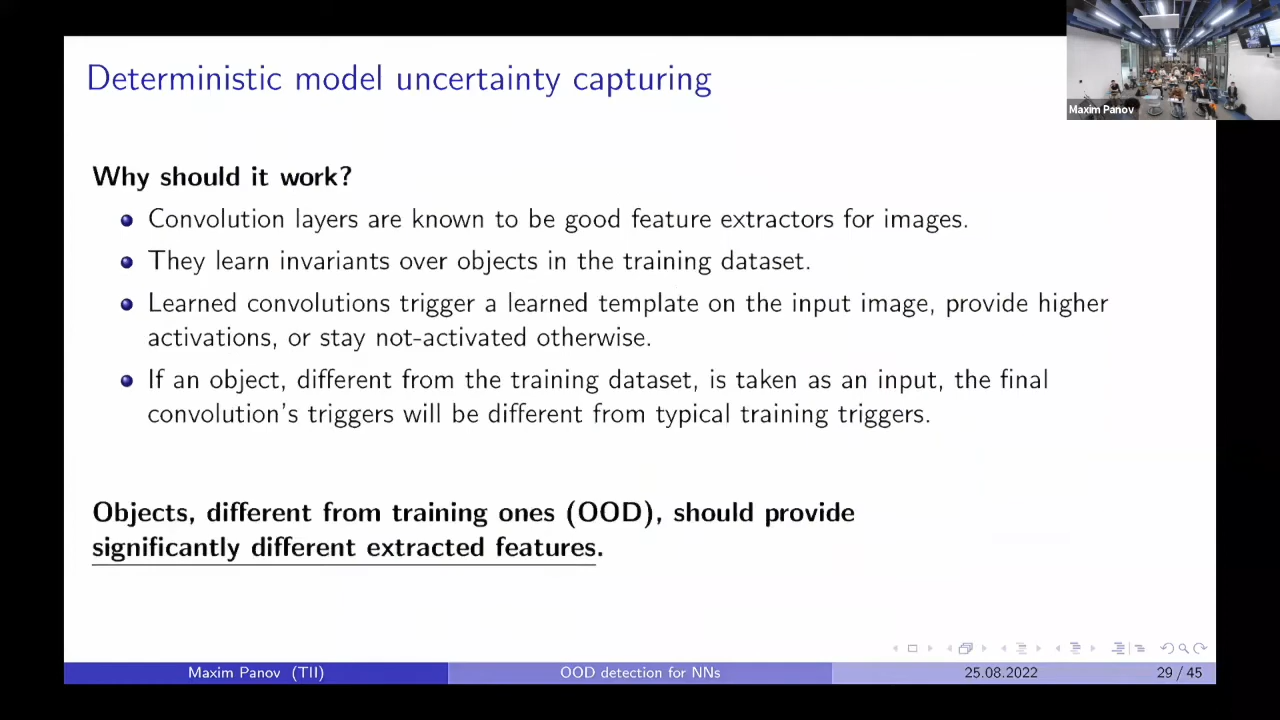 Deterministic model uncertainty capturing
Maxim Panov
Why should it work?
Convolution layers are known to be good feature extractors for images.
They learn invariants over objects in the training dataset.
Learned convolutions trigger a learned template on the input image, provide higher
activations, or stay not-activated otherwise.
If an object, different from the training dataset, is taken as an input, the final
convolution's triggers will be different from typical training triggers.
Objects, different from training ones (OOD), should provide
significantly different extracted features.
Maxim Panov (TII)
OOD detection for NNs
25.08.2022
29 / 45